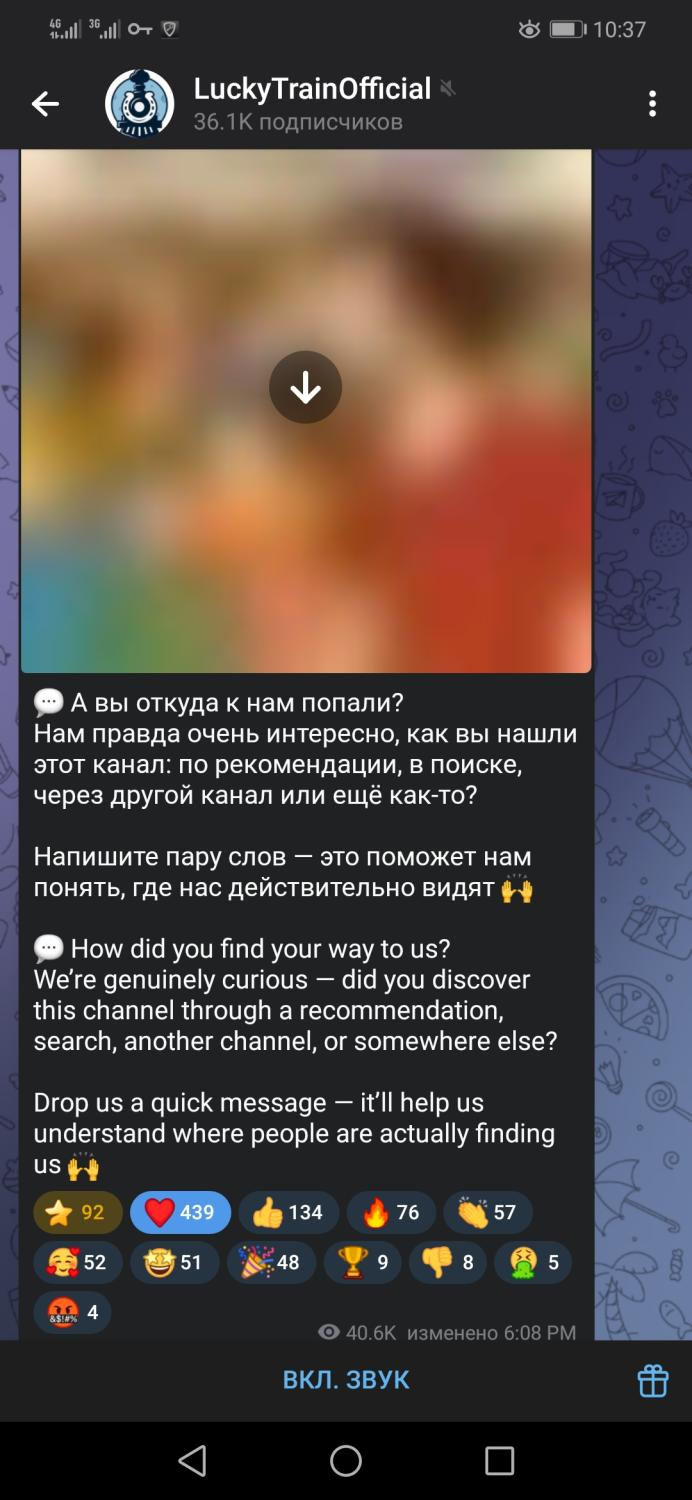 4G 3G 10:37
LuckyTrainOfficial
36.1K подписчиков
💬 А вы откуда к нам попали?
Нам правда очень интересно, как вы нашли
этот канал: по рекомендации, в поиске,
через другой канал или ещё как-то?
Напишите пару слов — это поможет нам
понять, где нас действительно видят 🙌
💬 How did you find your way to us?
We’re genuinely curious — did you discover
this channel through a recommendation,
search, another channel, or somewhere else?
Drop us a quick message — it’ll help us
understand where people are actually finding
us 🙌
⭐ 92 ❤️ 439 👍 134 🔥 76 👏 57
🥰 52 🤩 51 🎉 48 🏆 9 👎 8 🤮 5
🤬 4
40.6K изменено 6:08 PM
ВКЛ. ЗВУК